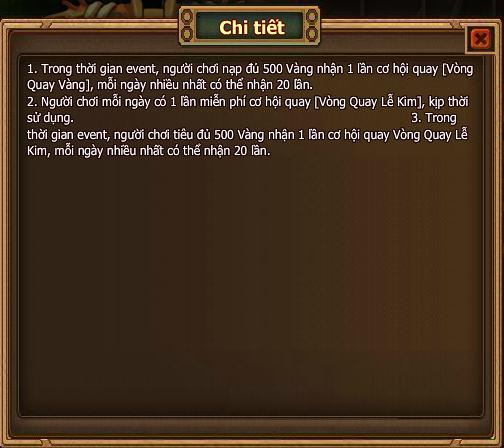 Chi tiết
1. Trong thời gian event, người chơi nạp đủ 500 Vàng nhận 1 lần cơ hội quay [Vòng
Quay Vàng], mỗi ngày nhiều nhất có thể nhận 20 lần.
2. Người chơi mỗi ngày có 1 lần miễn phí cơ hội quay [Vòng Quay Lễ Kim], kịp thời
sử dụng. 3. Trong
thời gian event, người chơi tiêu đủ 500 Vàng nhận 1 lần cơ hội quay Vòng Quay Lễ
Kim, mỗi ngày nhiều nhất có thể nhận 20 lần.